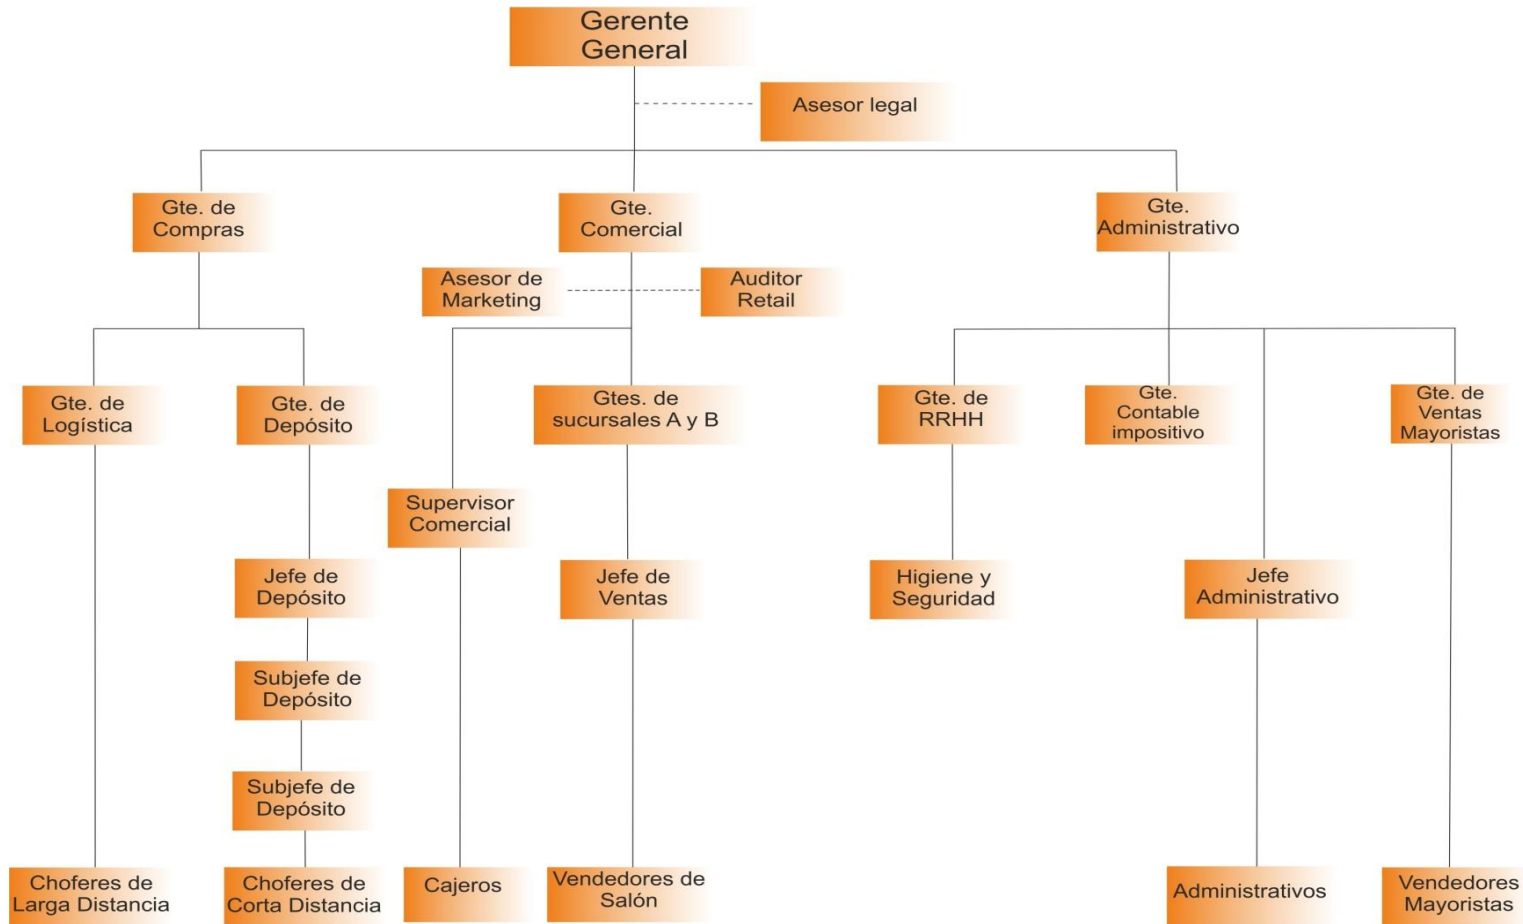 Gerente
General
Asesor legal
Gte. de
Compras
Gte.
Comercial
Gte.
Administrativo
Asesor de
Marketing
Auditor
Retail
Gte. de
Logística
Gte. de
Depósito
Gtes. de
sucursales A y B
Gte. de
RRHH
Gte.
Contable
impositivo
Gte. de
Ventas
Mayoristas
Supervisor
Comercial
Jefe de
Depósito
Jefe de
Ventas
Higiene y
Seguridad
Jefe
Administrativo
Subjefe de
Depósito
Subjefe de
Depósito
Choferes de
Larga Distancia
Choferes de
Corta Distancia
Cajeros
Vendedores de
Salón
Administrativos
Vendedores
Mayoristas